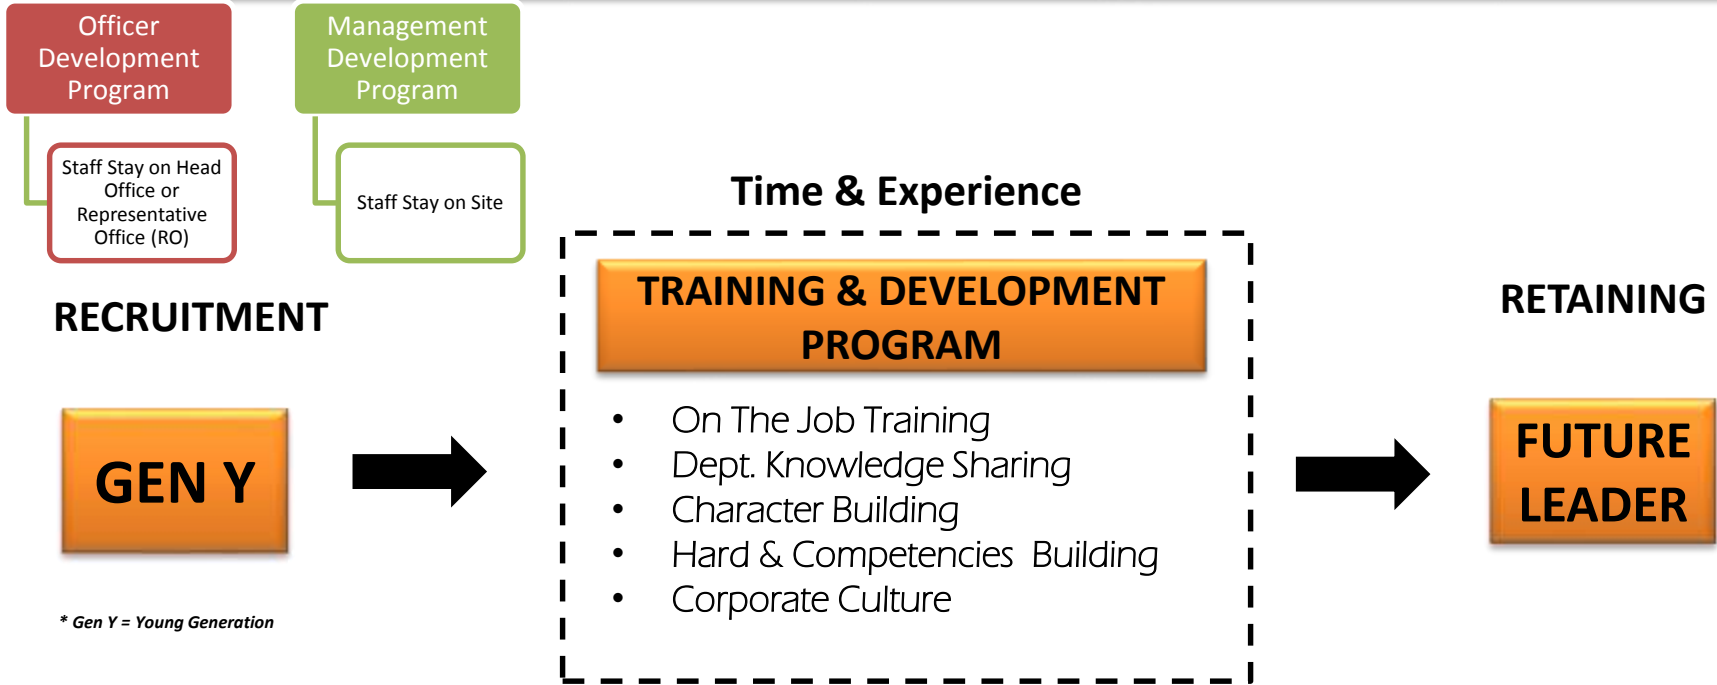 Officer
Development
Program
Management
Development
Program
Staff Stay on Head
Office or
Representative
Office (RO)
Staff Stay on Site
RECRUITMENT
GEN Y
* Gen Y = Young Generation
Time & Experience
TRAINING & DEVELOPMENT
PROGRAM
• On The Job Training
• Dept. Knowledge Sharing
• Character Building
• Hard & Competencies Building
• Corporate Culture
RETAINING
FUTURE
LEADER